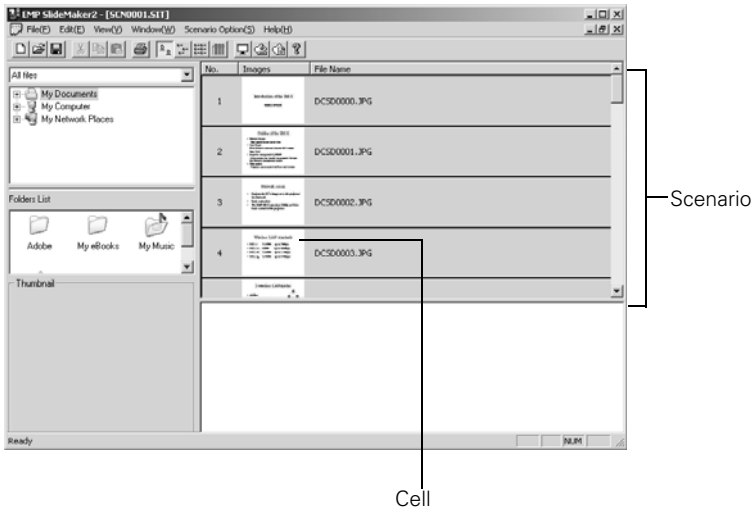 EMP SlideMaker2 - [SCN0001.SIT]
File(F) Edit(E) View(V) Window(W) Scenario Option(S) Help(H)
All files
My Documents
My Computer
My Network Places
Folders List
Adobe My eBooks My Music
Thumbnail
No. Images File Name
1 DCSD0000.JPG
2 DCSD0001.JPG
3 DCSD0002.JPG
4 DCSD0003.JPG
Scenario
Ready NUM
Cell